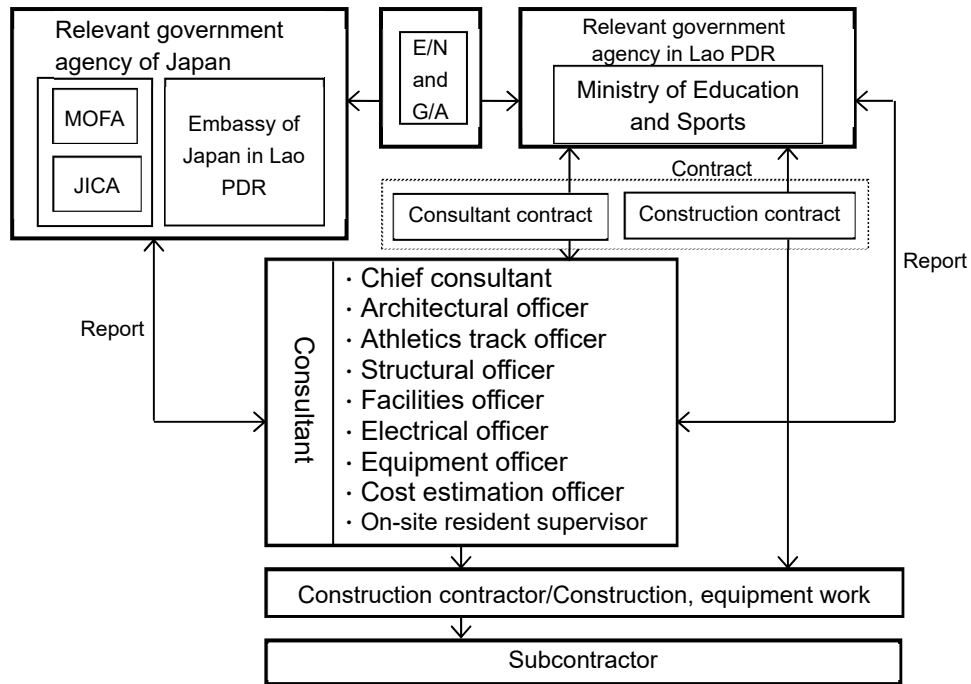 Relevant government
agency of Japan
MOFA
JICA
Embassy of
Japan in Lao
PDR
E/N
and
G/A
Relevant government
agency in Lao PDR
Ministry of Education
and Sports
Contract
Consultant contract
Construction contract
Report
Report
Consultant
· Chief consultant
· Architectural officer
· Athletics track officer
· Structural officer
· Facilities officer
· Electrical officer
· Equipment officer
· Cost estimation officer
· On-site resident supervisor
Construction contractor/Construction, equipment work
Subcontractor